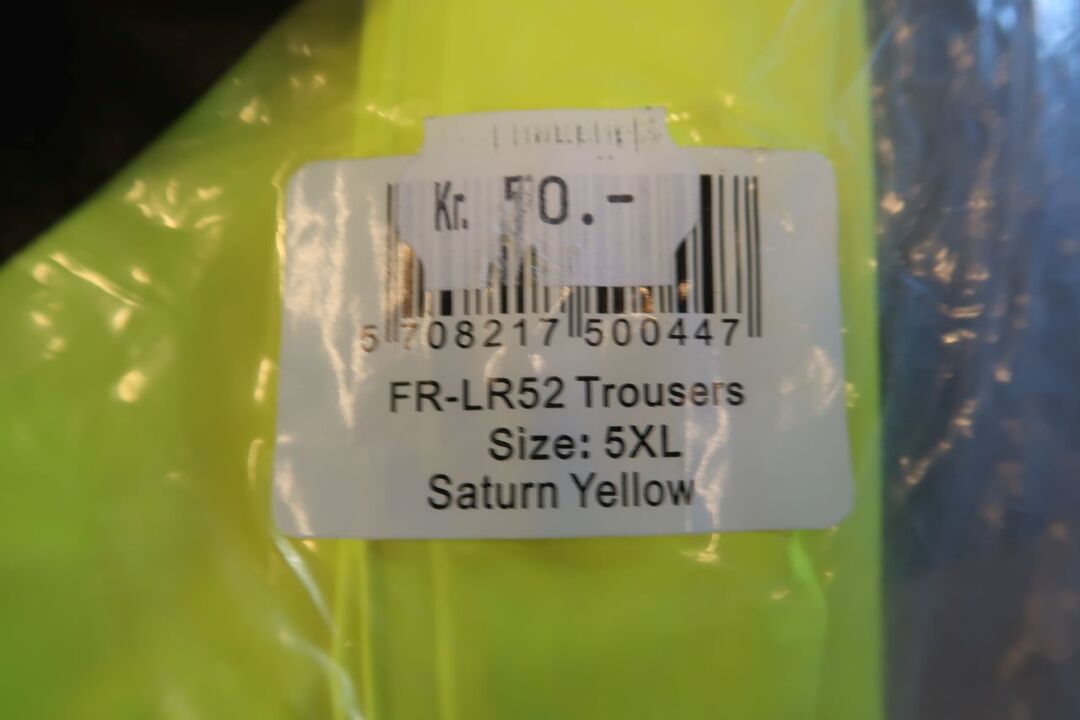 Kr. 50.-
5 708217 500447
FR-LR52 Trousers
Size: 5XL
Saturn Yellow